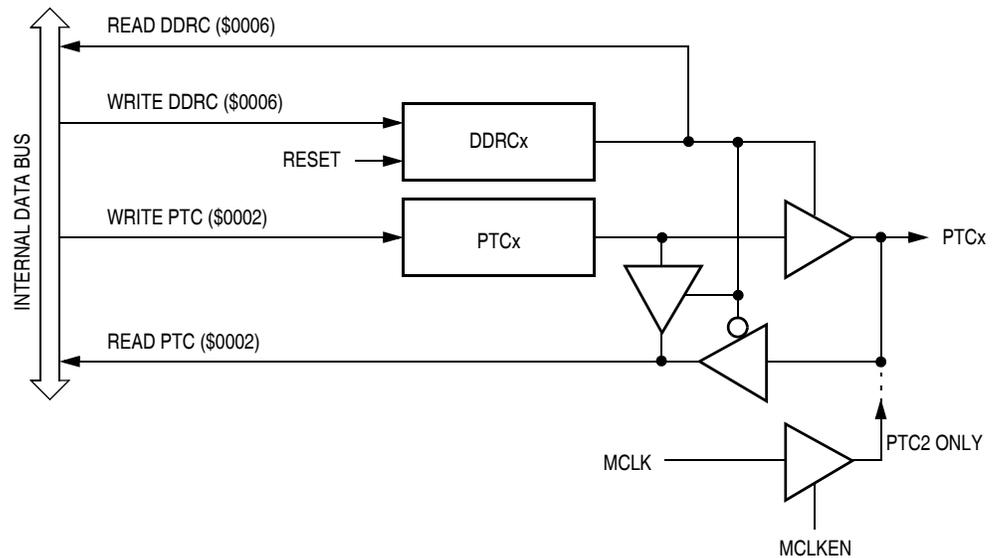 READ DDRC ($0006)
WRITE DDRC ($0006)
DDRCx
RESET
INTERNAL DATA BUS
WRITE PTC ($0002)
PTCx
PTCx
READ PTC ($0002)
PTC2 ONLY
MCLK
MCLKEN